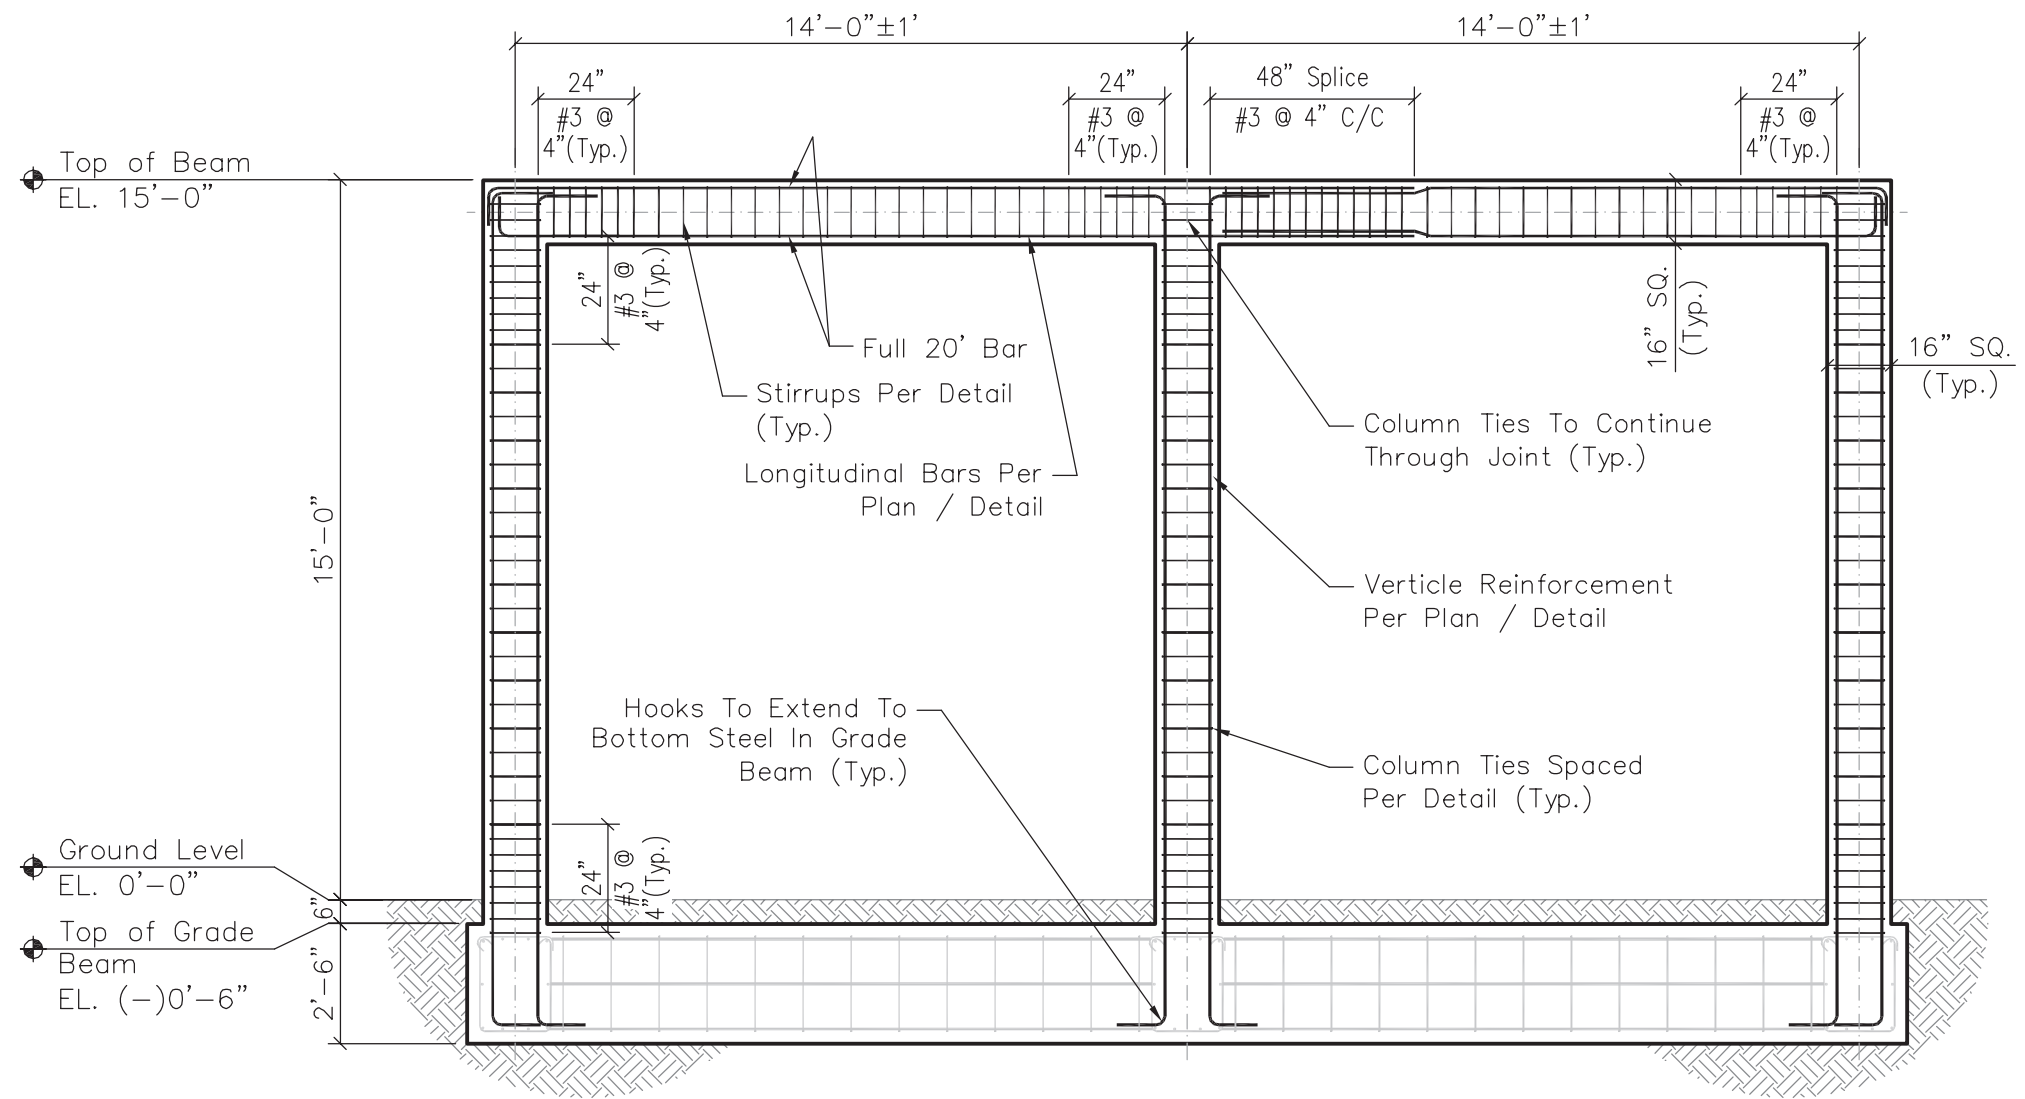 14'-0"±1'
14'-0"±1'
24"
#3 @
4"(Typ.)
24"
#3 @
4"(Typ.)
48" Splice
#3 @ 4" C/C
24"
#3 @
4"(Typ.)
Top of Beam
EL. 15'-0"
24"
#3 @
4"(Typ.)
16" SQ.
(Typ.)
16" SQ.
(Typ.)
Full 20' Bar
Stirrups Per Detail
(Typ.)
Longitudinal Bars Per
Plan / Detail
Column Ties To Continue
Through Joint (Typ.)
15'-0"
Verticle Reinforcement
Per Plan / Detail
Hooks To Extend To
Bottom Steel In Grade
Beam (Typ.)
Column Ties Spaced
Per Detail (Typ.)
24"
#3 @
4"(Typ.)
Ground Level
EL. 0'-0"
6"
Top of Grade
Beam
EL. (-)0'-6"
2'-6"